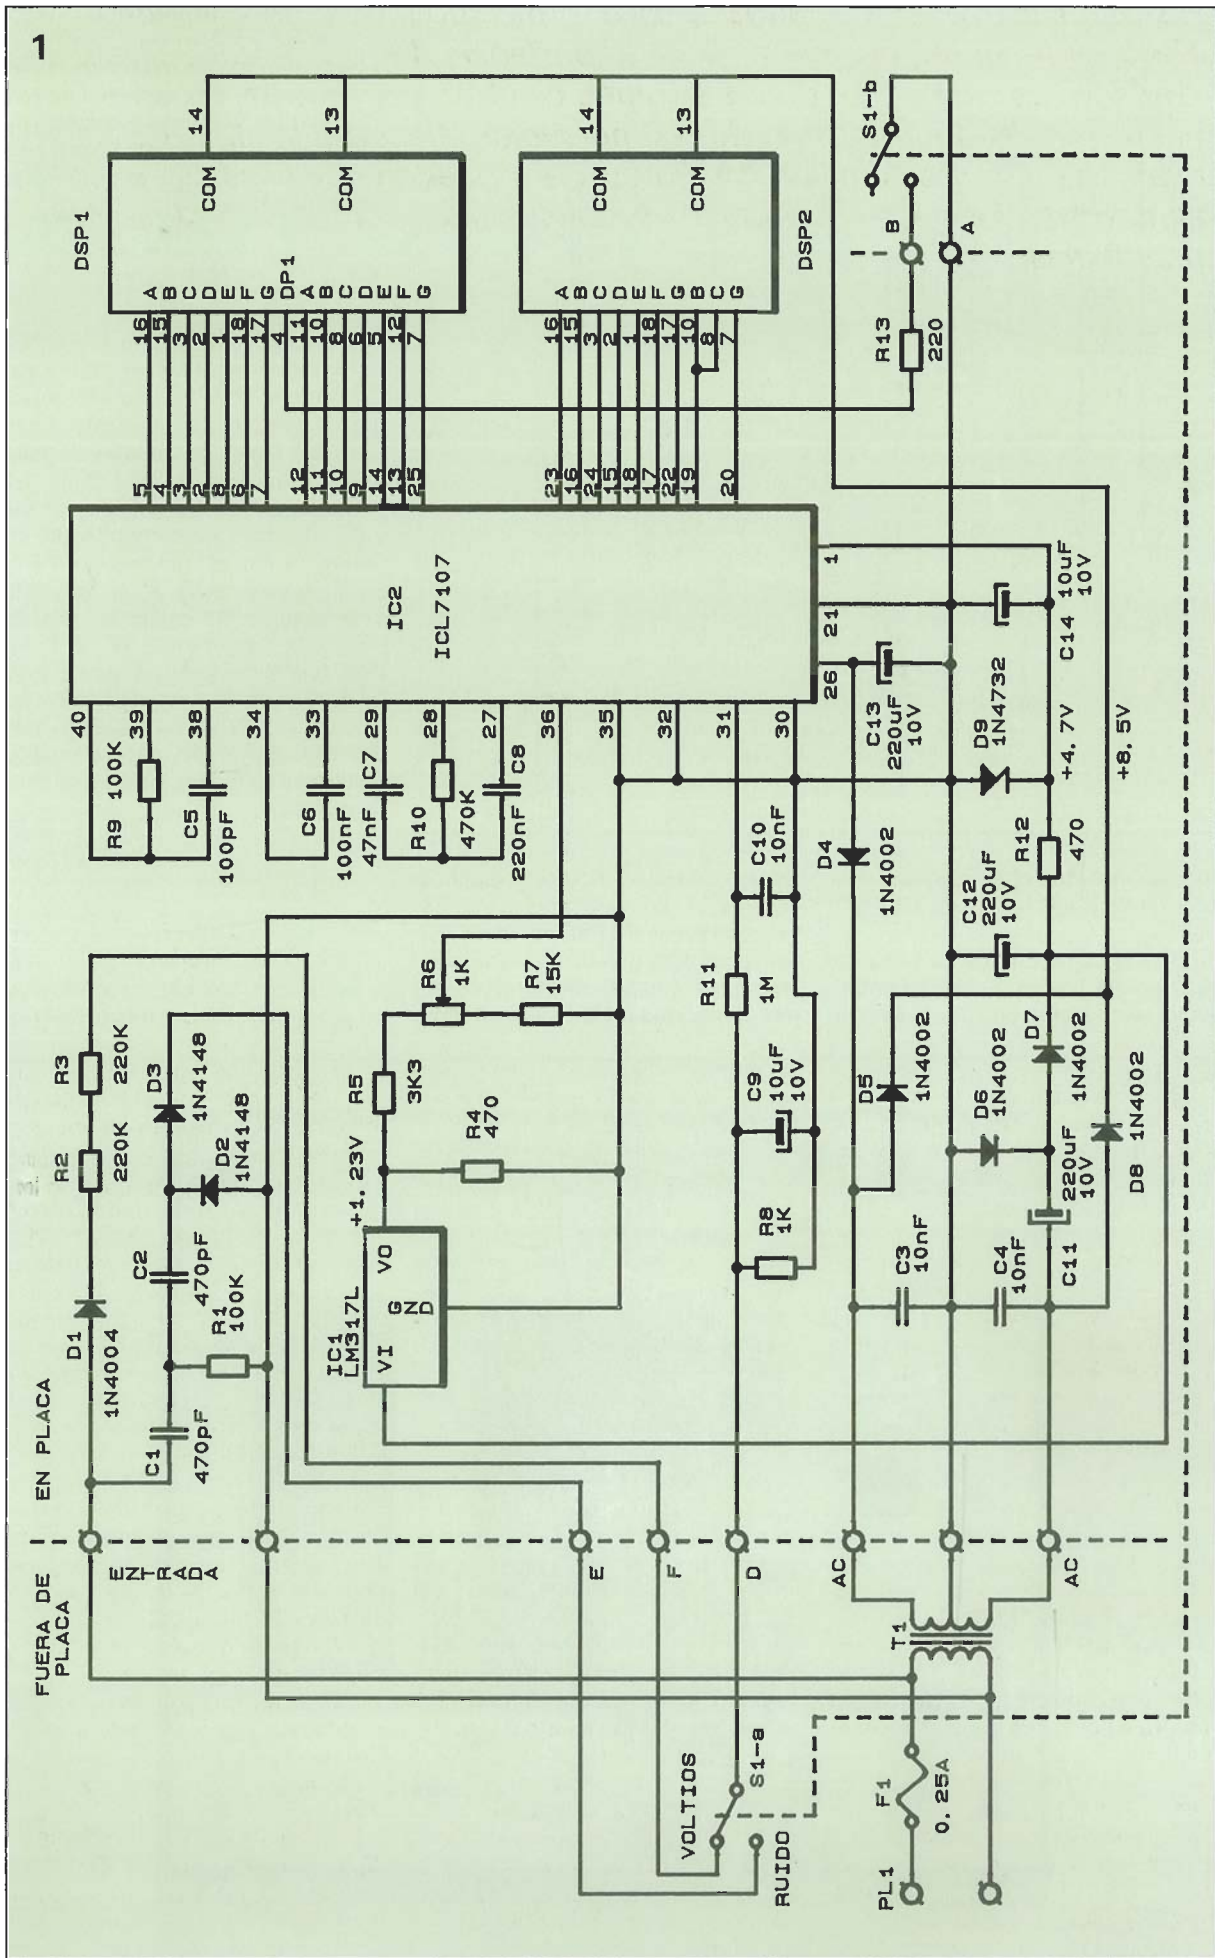 1
14
13
14
13
COM
COM
COM
COM
DSP1
DSP2
S1-b
A
B
C
D
E
F
G
DP1
A
B
C
D
E
F
G
A
B
C
D
E
F
G
B
C
G
B
A
16
15
3
2
1
18
17
4
11
10
8
6
5
12
7
16
15
3
2
1
18
17
10
8
7
R13
220
5
4
3
2
8
6
7
12
11
10
9
14
13
25
23
16
24
15
18
17
22
19
20
IC2
ICL7107
1
21
26
10uF
10V
C14
40
39
38
34
33
29
28
27
36
35
32
31
30
C13
220uF
10V
D9
1N4732
+4,7V
+8,5V
R9
100K
C5
100pF
C6
100nF
C7
47nF
R10
470K
C8
220nF
C10
10nF
D4
1N4002
R12
470
C12
220uF
10V
R6
1K
R7
15K
R11
1M
R3
220K
D3
1N4148
R5
3K3
C9
10uF
10V
D5
1N4002
D6
1N4002
D7
1N4002
R2
220K
D2
1N4148
+1,23V
R4
470
R8
1K
220uF
10V
C11
D8
1N4002
D1
1N4004
C2
470pF
R1
100K
IC1
LM317L
VI
VO
GND
C3
10nF
C4
10nF
C1
470pF
EN PLACA
FUERA DE
PLACA
ENTRADA
E
F
D
AC
AC
T1
VOLTIOS
S1-a
RUIDO
F1
0,25A
PL1